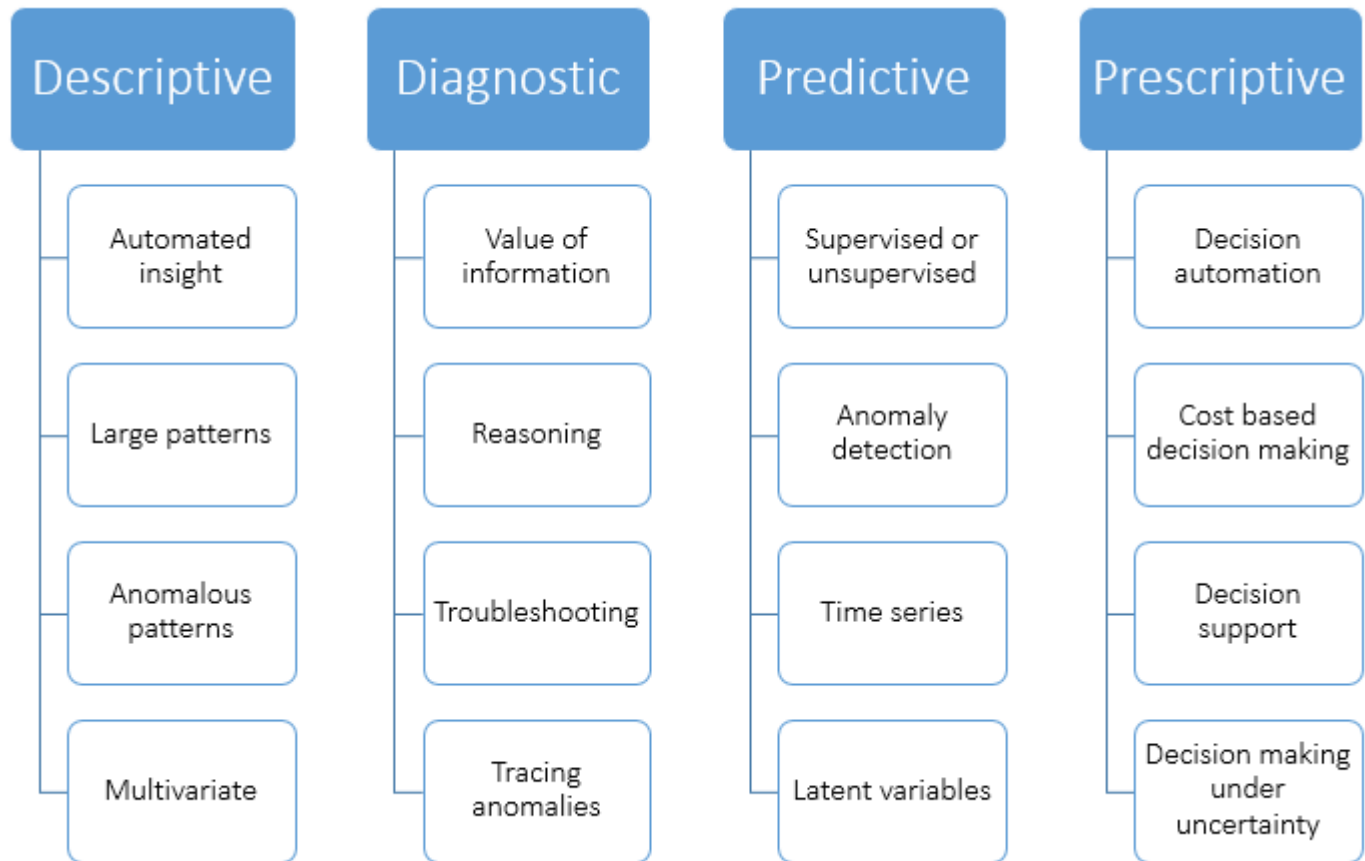 Descriptive
Automated
insight
Large patterns
Anomalous
patterns
Multivariate
Diagnostic
Value of
information
Reasoning
Troubleshooting
Tracing
anomalies
Predictive
Supervised or
unsupervised
Anomaly
detection
Time series
Latent variables
Prescriptive
Decision
automation
Cost based
decision making
Decision
support
Decision making
under
uncertainty